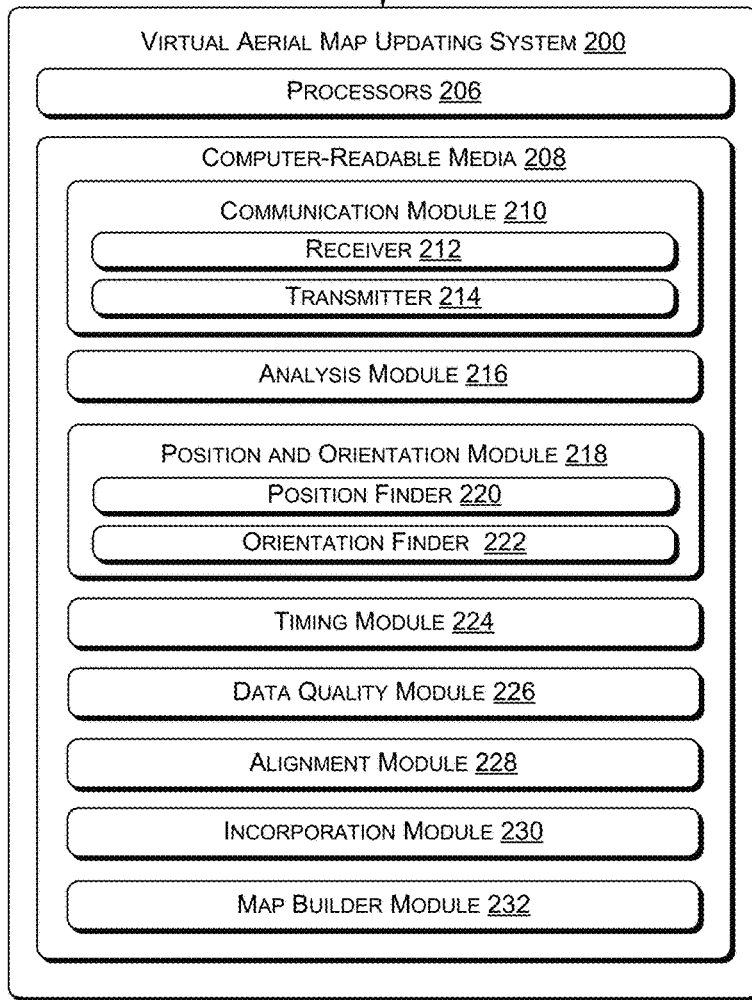 VIRTUAL AERIAL MAP UPDATING SYSTEM 200
PROCESSORS 206
COMPUTER-READABLE MEDIA 208
COMMUNICATION MODULE 210
RECEIVER 212
TRANSMITTER 214
ANALYSIS MODULE 216
POSITION AND ORIENTATION MODULE 218
POSITION FINDER 220
ORIENTATION FINDER 222
TIMING MODULE 224
DATA QUALITY MODULE 226
ALIGNMENT MODULE 228
INCORPORATION MODULE 230
MAP BUILDER MODULE 232